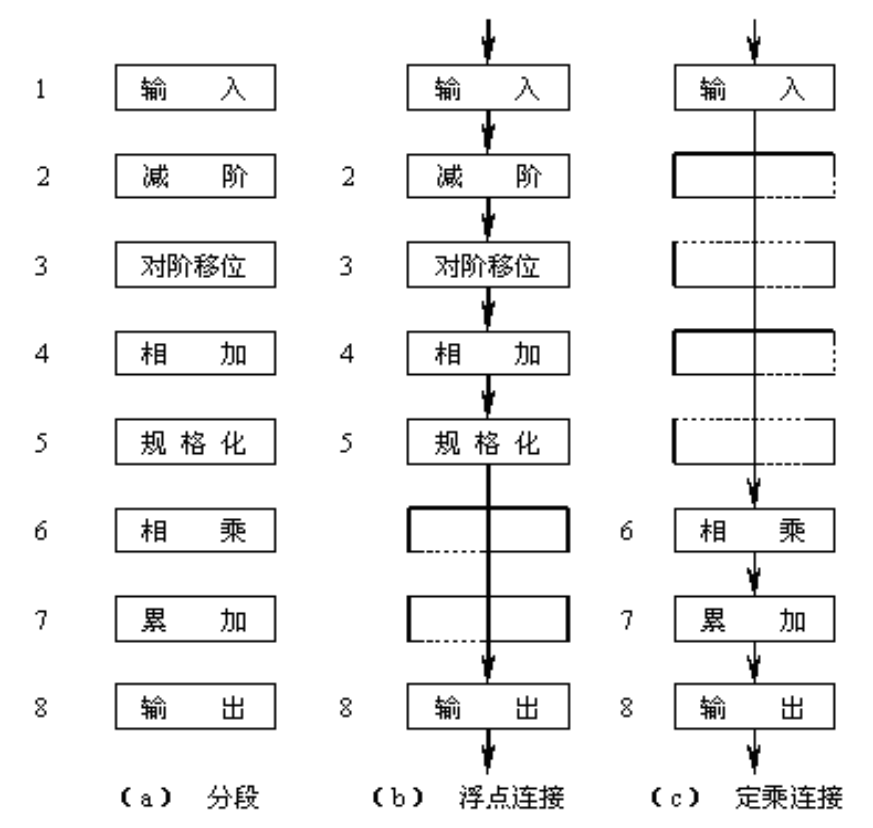 1 输入 输入 输入
2 减阶 2 减阶
3 对阶移位 3 对阶移位
4 相加 4 相加
5 规格化 5 规格化
6 相乘 6 相乘
7 累加 7 累加
8 输出 8 输出 8 输出
(a) 分段 (b) 浮点连接 (c) 定乘连接